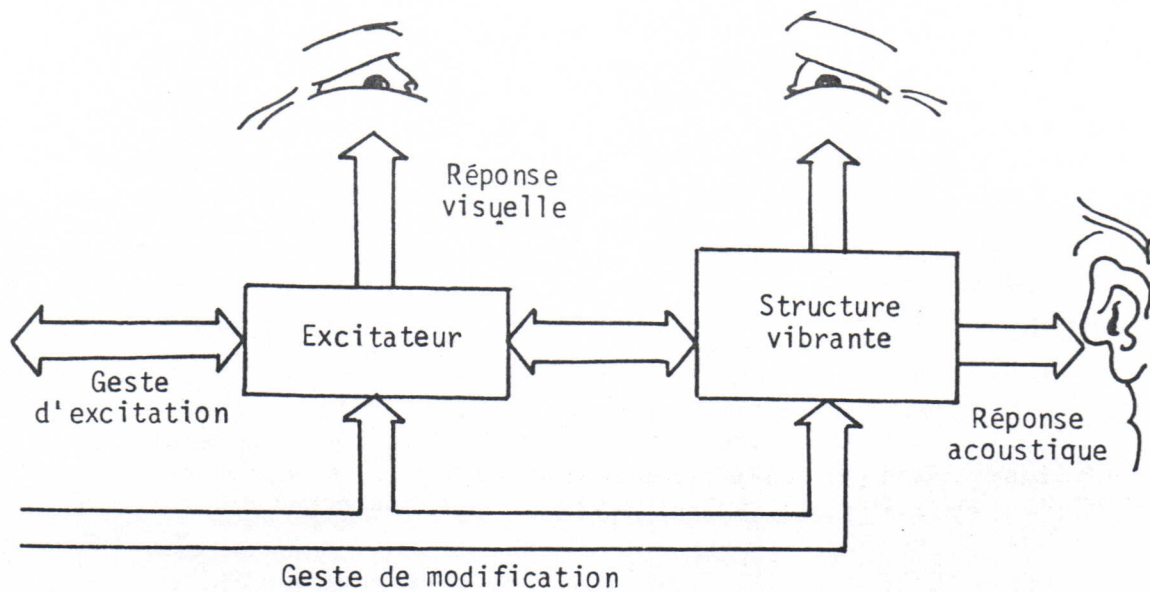 Réponse
visuelle
Excitateur
Structure
vibrante
Geste
d'excitation
Réponse
acoustique
Geste de modification